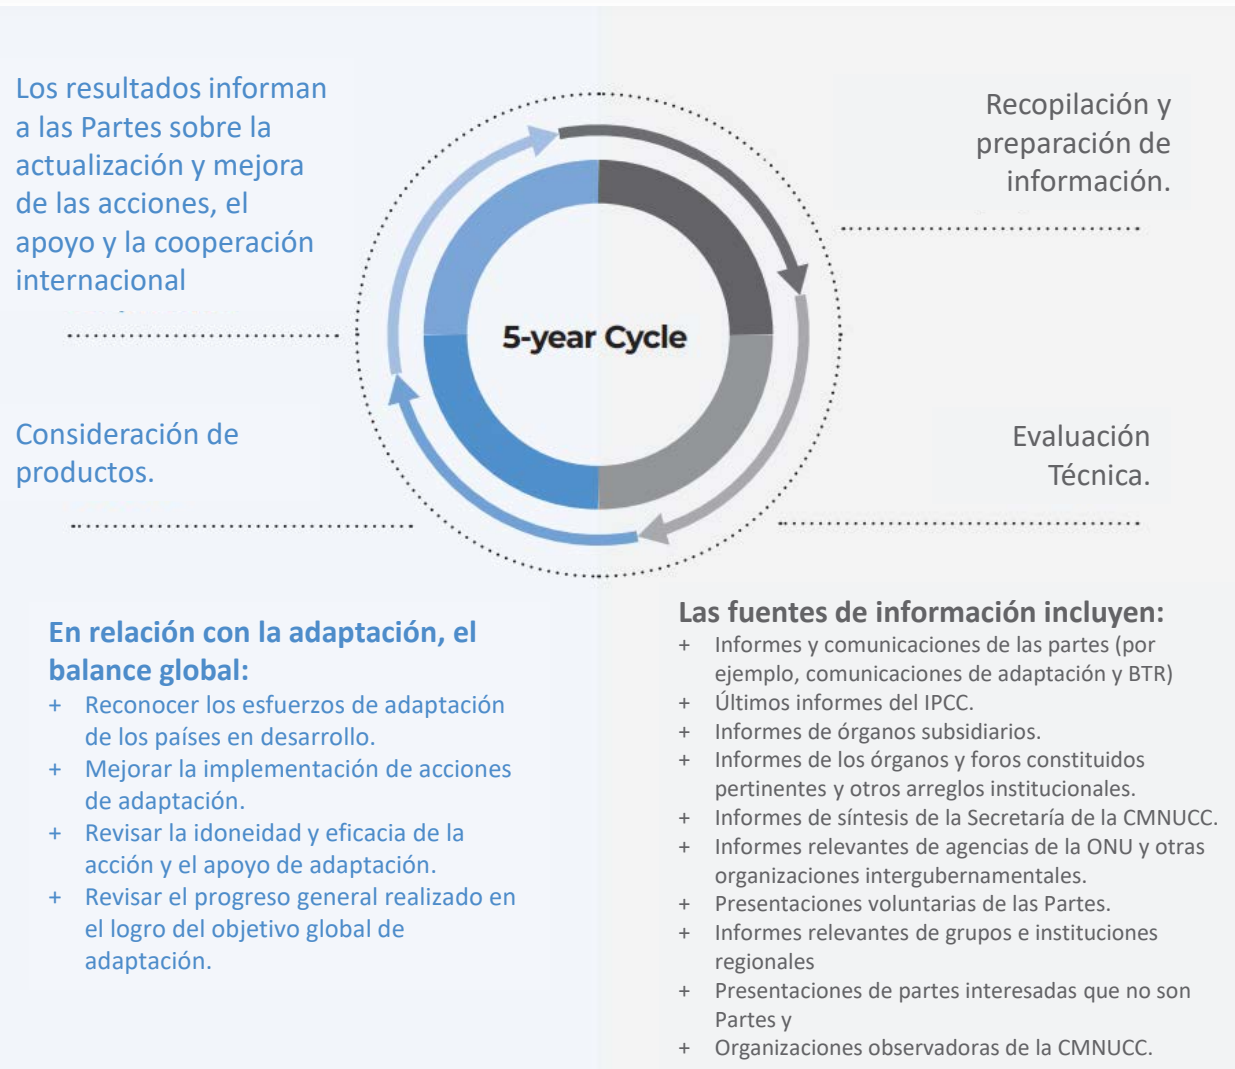 Los resultados informan
a las Partes sobre la
actualización y mejora
de las acciones, el
apoyo y la cooperación
internacional
Recopilación y
preparación de
información.
5-year Cycle
Consideración de
productos.
Evaluación
Técnica.
En relación con la adaptación, el
balance global:
+ Reconocer los esfuerzos de adaptación
de los países en desarrollo.
+ Mejorar la implementación de acciones
de adaptación.
+ Revisar la idoneidad y eficacia de la
acción y el apoyo de adaptación.
+ Revisar el progreso general realizado en
el logro del objetivo global de
adaptación.
Las fuentes de información incluyen:
+ Informes y comunicaciones de las partes (por
ejemplo, comunicaciones de adaptación y BTR)
+ Últimos informes del IPCC.
+ Informes de órganos subsidiarios.
+ Informes de los órganos y foros constituidos
pertinentes y otros arreglos institucionales.
+ Informes de síntesis de la Secretaría de la CMNUCC.
+ Informes relevantes de agencias de la ONU y otras
organizaciones intergubernamentales.
+ Presentaciones voluntarias de las Partes.
+ Informes relevantes de grupos e instituciones
regionales
+ Presentaciones de partes interesadas que no son
Partes y
+ Organizaciones observadoras de la CMNUCC.